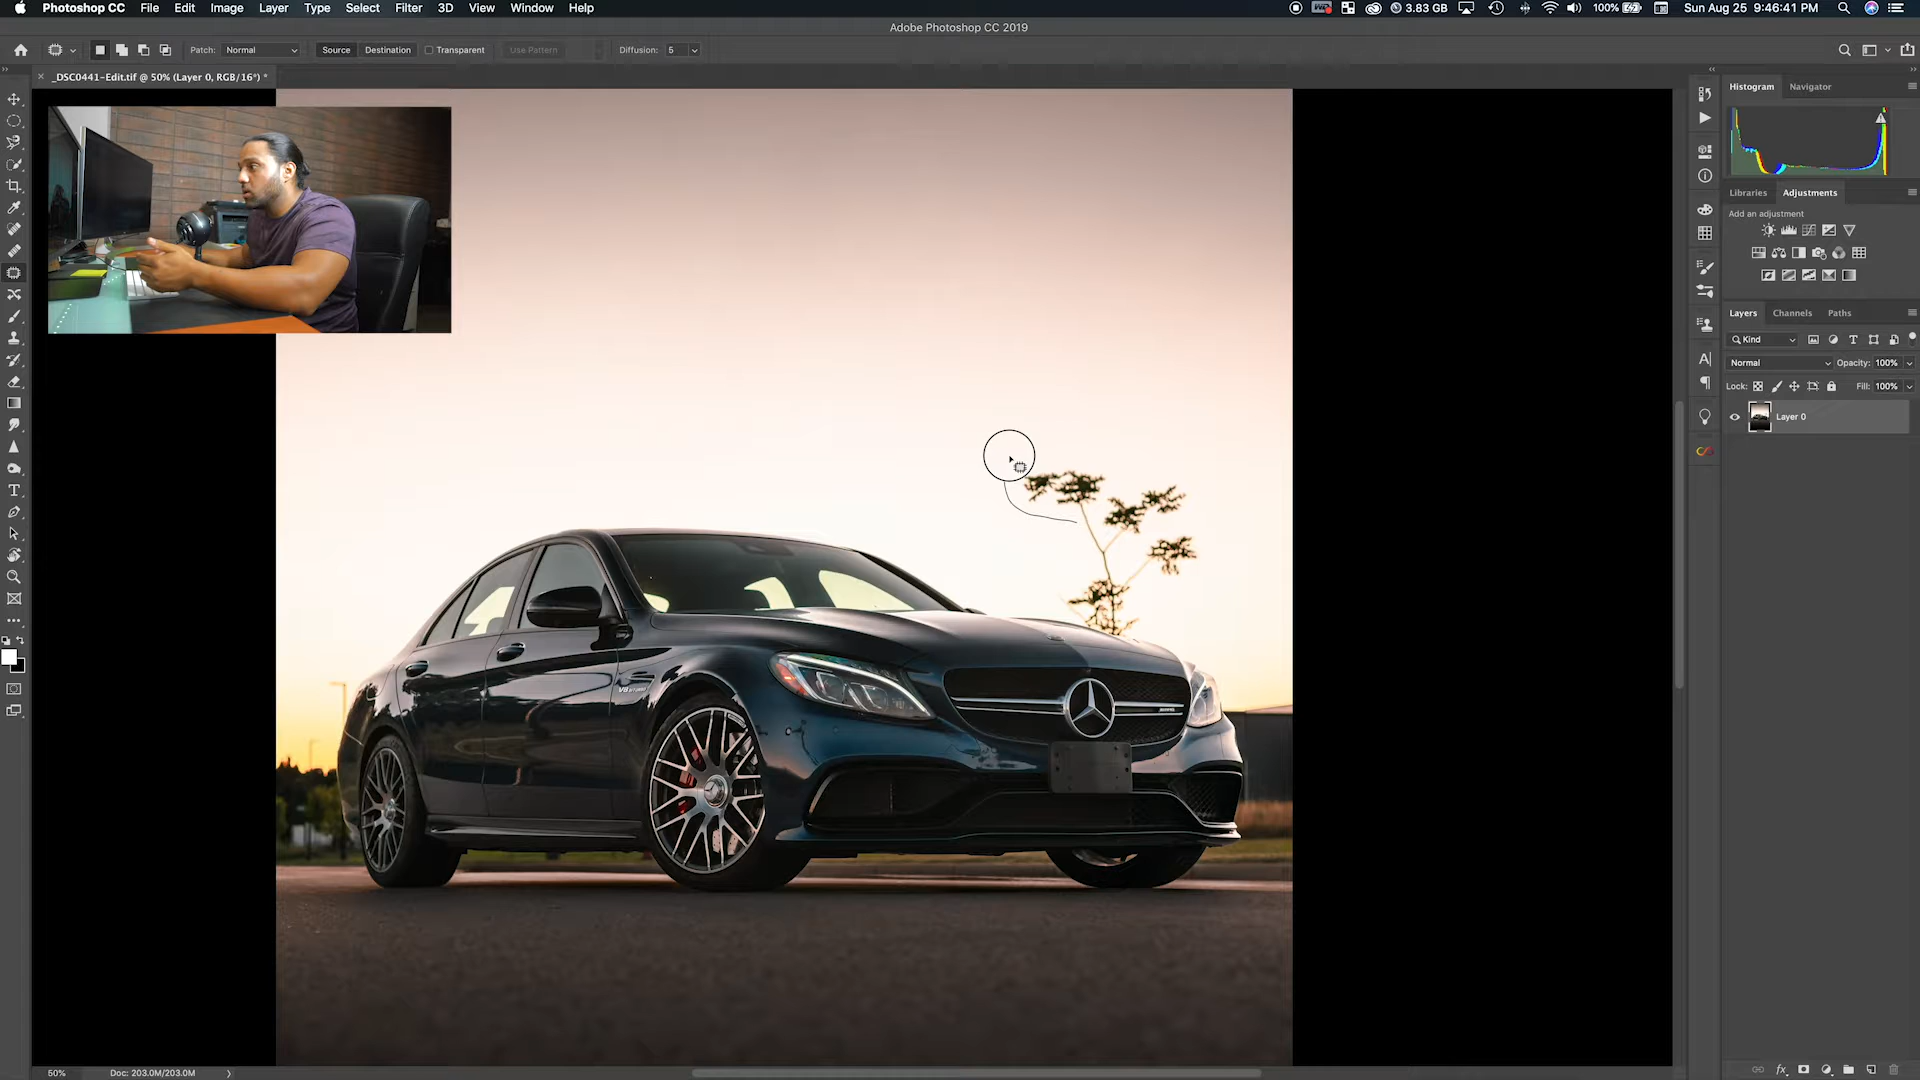 Photoshop CC File Edit Image Layer Type Select Filter 3D View Window Help 3.83 GB 100% Sun Aug 25 9:46:41 PM
Adobe Photoshop CC 2019
Patch: Normal Source Destination Transparent Use Pattern Diffusion: 5
_DSC0441-Edit.tif @ 50% (Layer 0, RGB/16*) *
Histogram Navigator
Libraries Adjustments
Add an adjustment
Layers Channels Paths
Kind
Normal Opacity: 100%
Lock: Fill: 100%
Layer 0
V8 BITURBO
AMG
50% Doc: 203.0M/203.0M